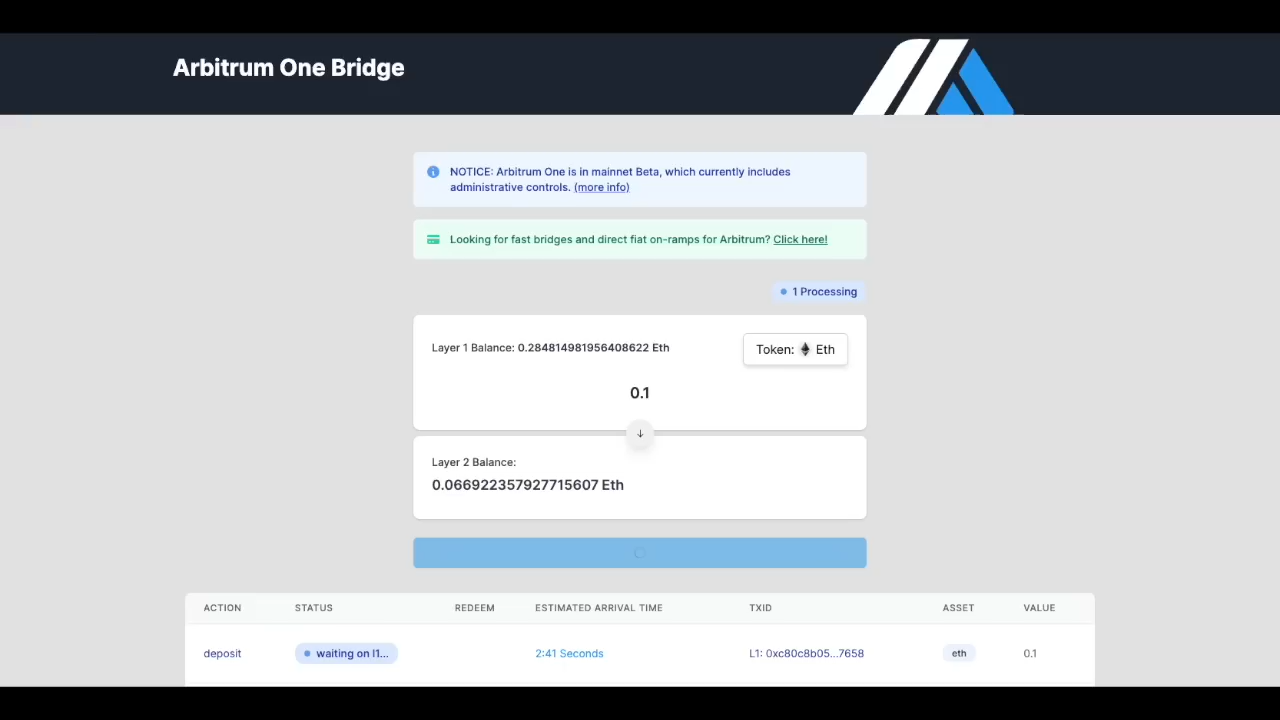 Arbitrum One Bridge
NOTICE: Arbitrum One is in mainnet Beta, which currently includes
administrative controls. (more info)
Looking for fast bridges and direct fiat on-ramps for Arbitrum? Click here!
1 Processing
Layer 1 Balance: 0.284814981956408622 Eth
Token: Eth
0.1
Layer 2 Balance:
0.066922357927715607 Eth
ACTION STATUS REDEEM ESTIMATED ARRIVAL TIME TXID ASSET VALUE
deposit waiting on l1... 2:41 Seconds L1: 0xc80c8b05...7658 eth 0.1